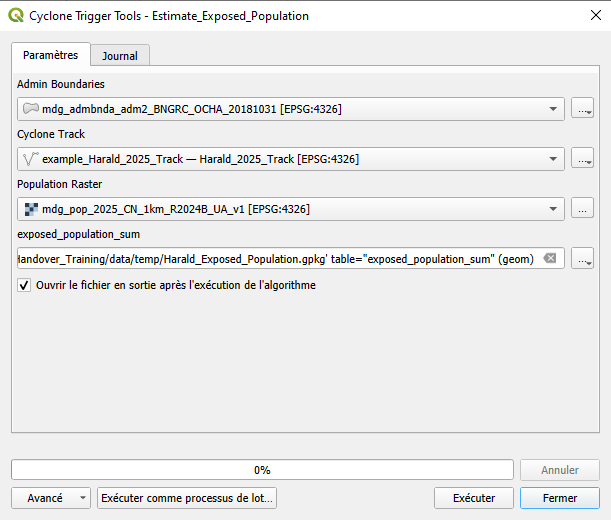 Cyclone Trigger Tools - Estimate_Exposed_Population
Paramètres
Journal
Admin Boundaries
mdg_admbnda_adm2_BNGRC_OCHA_20181031 [EPSG:4326]
...
Cyclone Track
example_Harald_2025_Track — Harald_2025_Track [EPSG:4326]
...
Population Raster
mdg_pop_2025_CN_1km_R2024B_UA_v1 [EPSG:4326]
...
exposed_population_sum
Handover_Training/data/temp/Harald_Exposed_Population.gpkg' table="exposed_population_sum" (geom)
...
Ouvrir le fichier en sortie après l'exécution de l'algorithme
0%
Annuler
Avancé
Exécuter comme processus de lot...
Exécuter
Fermer